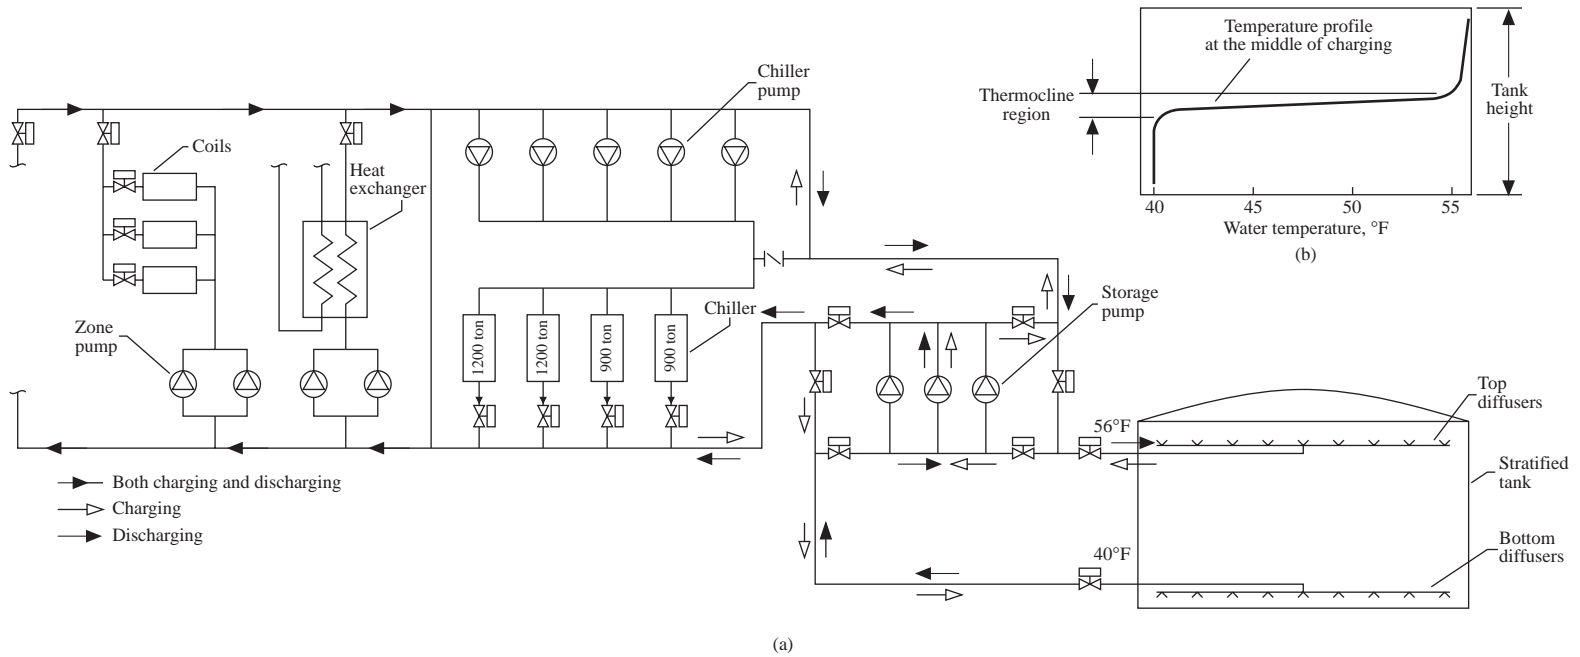 Chiller
pump
Coils
Heat
exchanger
Zone
pump
1200 ton
1200 ton
900 ton
900 ton
Chiller
Storage
pump
56°F
40°F
Top
diffusers
Stratified
tank
Bottom
diffusers
Both charging and discharging
Charging
Discharging
(a)
Temperature profile
at the middle of charging
Thermocline
region
Tank
height
40 45 50 55
Water temperature, °F
(b)